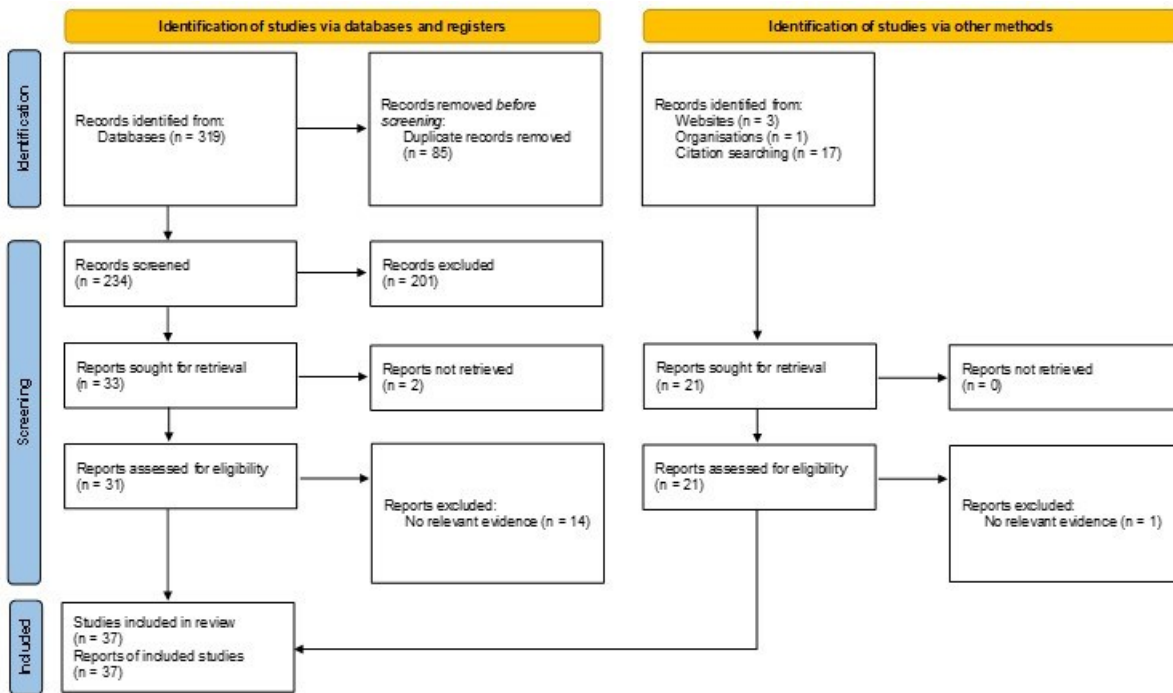 Identification of studies via databases and registers
Identification of studies via other methods
Identification
Records identified from:
Databases (n = 319)
Records removed before
screening:
Duplicate records removed
(n = 85)
Records identified from:
Websites (n = 3)
Organisations (n = 1)
Citation searching (n = 17)
Screening
Records screened
(n = 234)
Records excluded
(n = 201)
Reports sought for retrieval
(n = 33)
Reports not retrieved
(n = 2)
Reports sought for retrieval
(n = 21)
Reports not retrieved
(n = 0)
Reports assessed for eligibility
(n = 31)
Reports excluded:
No relevant evidence (n = 14)
Reports assessed for eligibility
(n = 21)
Reports excluded:
No relevant evidence (n = 1)
Included
Studies included in review
(n = 37)
Reports of included studies
(n = 37)